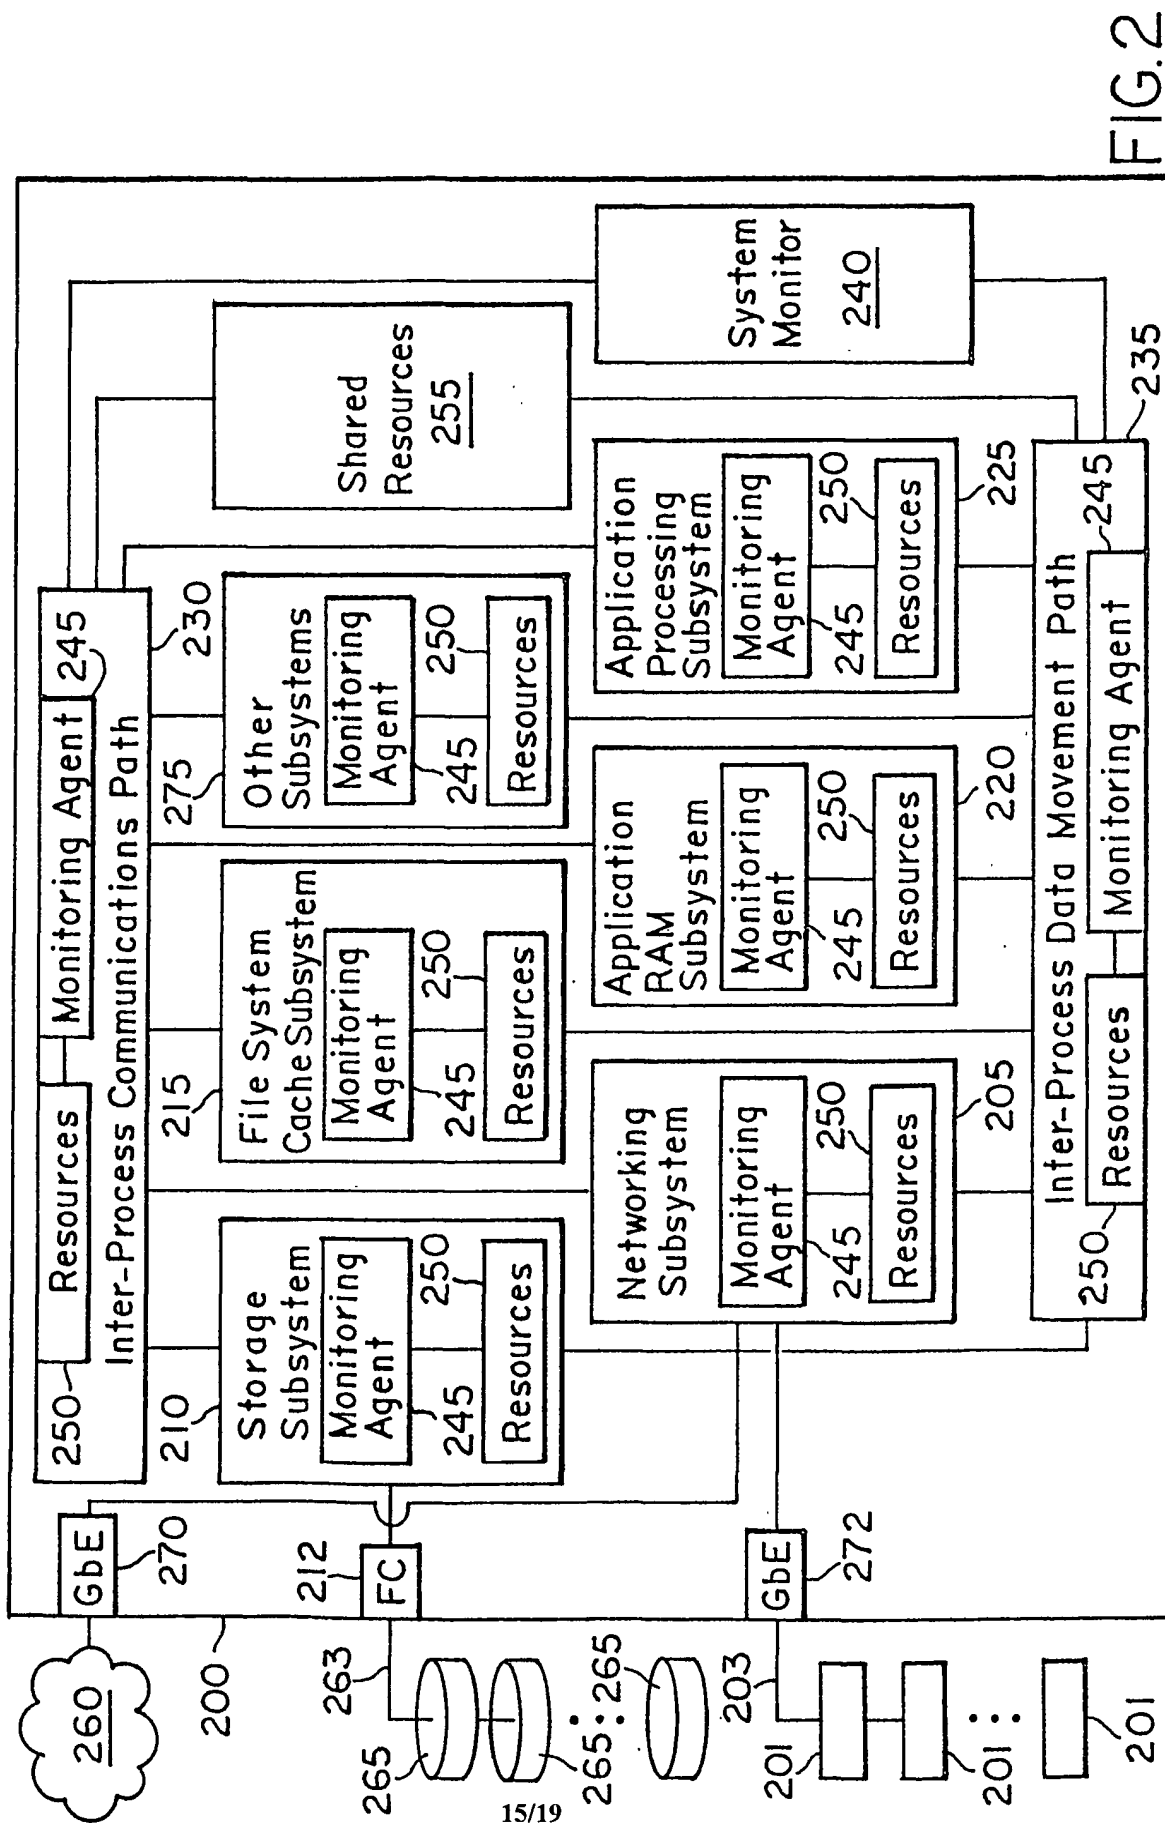 260
GbE
270
200
250
Resources
Monitoring Agent
245
Inter-Process Communications Path
230
210
Storage
Subsystem
Monitoring
Agent
245
250
Resources
215
File System
Cache Subsystem
Monitoring
Agent
245
250
Resources
275
Other
Subsystems
Monitoring
Agent
245
250
Resources
Shared
Resources
255
212
FC
263
265
265
265
Networking
Subsystem
Monitoring
Agent
245
250
Resources
205
Application
RAM
Subsystem
Monitoring
Agent
245
250
Resources
220
Application
Processing
Subsystem
Monitoring
Agent
245
250
Resources
225
System
Monitor
240
GbE
272
203
201
201
201
Inter-Process Data Movement Path
235
250
Resources
Monitoring Agent
245
FIG.2
15/19